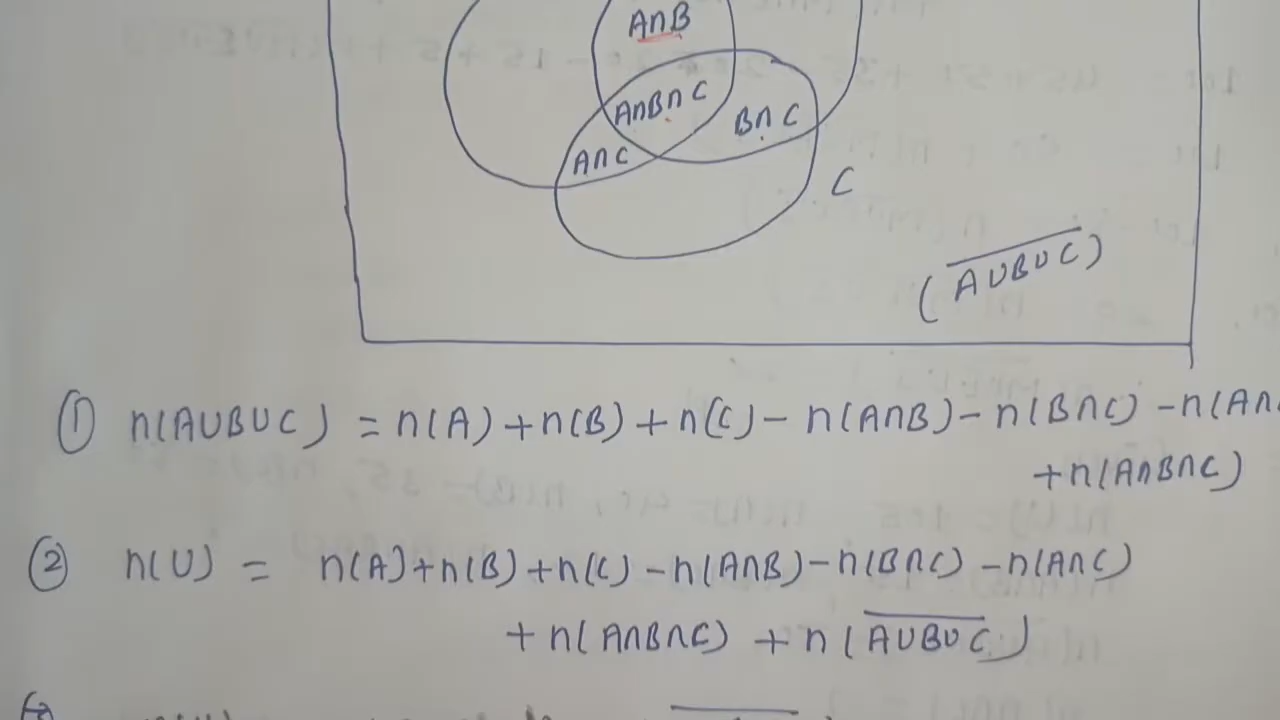 A∩B
A∩B∩C
B∩C
A∩C
C
(A̅∪̅B̅∪̅C̅)
① n(A∪B∪C) = n(A) + n(B) + n(C) - n(A∩B) - n(B∩C) - n(A∩
+ n(A∩B∩C)
② n(U) = n(A) + n(B) + n(C) - n(A∩B) - n(B∩C) - n(A∩C)
+ n(A∩B∩C) + n(A̅∪̅B̅∪̅C̅)